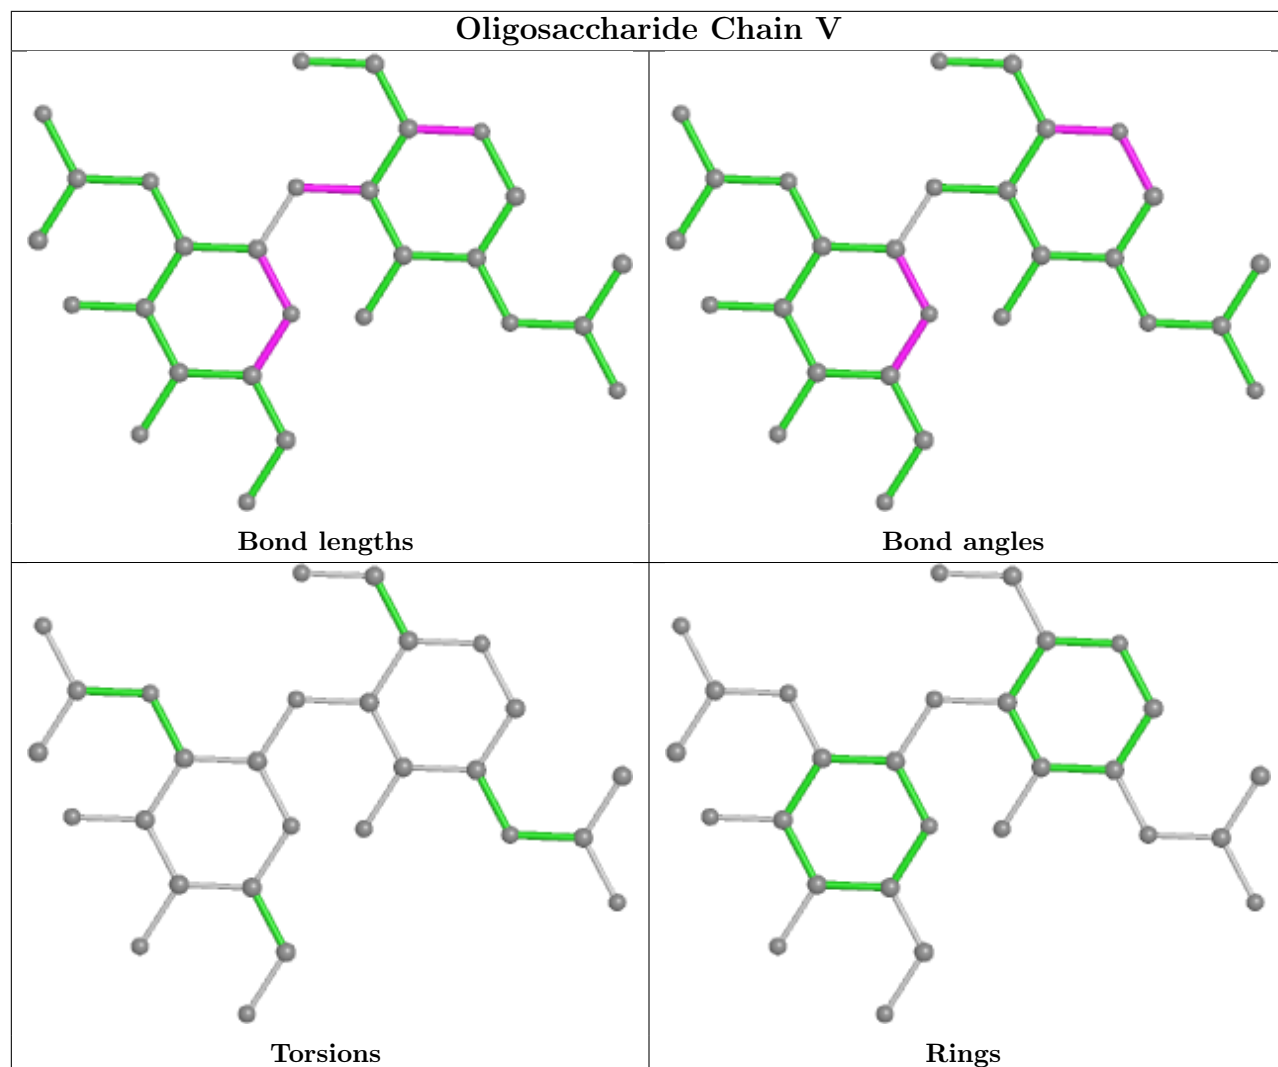 Oligosaccharide Chain V
Bond lengths
Bond angles
Torsions
Rings